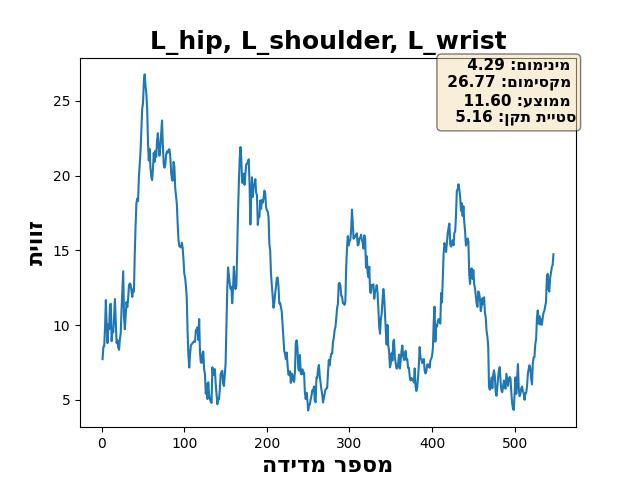 L_hip, L_shoulder, L_wrist
מינימום: 4.29
מקסימום: 26.77
ממוצע: 11.60
סטיית תקן: 5.16
זווית
25
20
15
10
5
0 100 200 300 400 500
מספר מדידה